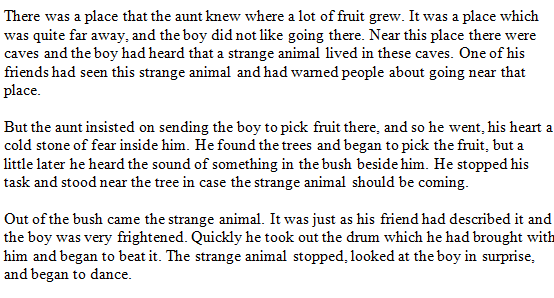 There was a place that the aunt knew where a lot of fruit grew. It was a place which
was quite far away, and the boy did not like going there. Near this place there were
caves and the boy had heard that a strange animal lived in these caves. One of his
friends had seen this strange animal and had warned people about going near that
place.

But the aunt insisted on sending the boy to pick fruit there, and so he went, his heart a
cold stone of fear inside him. He found the trees and began to pick the fruit, but a
little later he heard the sound of something in the bush beside him. He stopped his
task and stood near the tree in case the strange animal should be coming.

Out of the bush came the strange animal. It was just as his friend had described it and
the boy was very frightened. Quickly he took out the drum which he had brought with
him and began to beat it. The strange animal stopped, looked at the boy in surprise,
and began to dance.